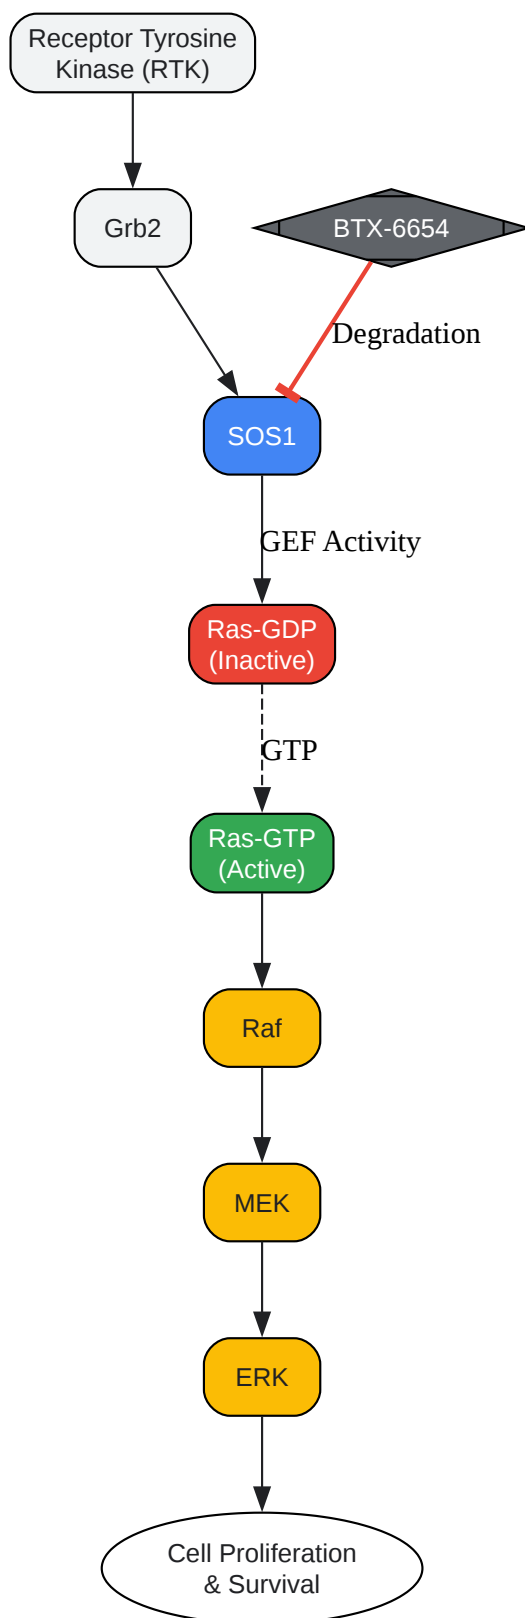 Receptor Tyrosine
Kinase (RTK)
Grb2
BTX-6654
Degradation
SOS1
GEF Activity
Ras-GDP
(Inactive)
GTP
Ras-GTP
(Active)
Raf
MEK
ERK
Cell Proliferation
& Survival